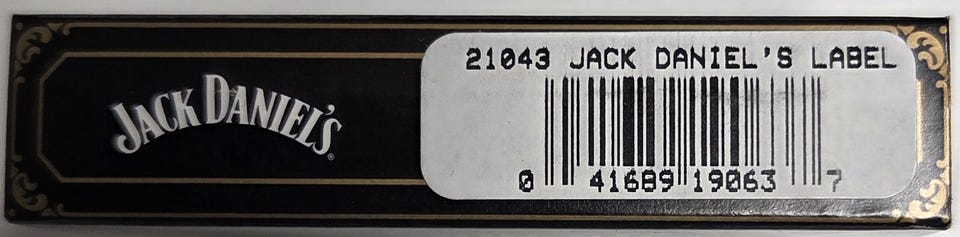 JACK DANIEL'S®
21043 JACK DANIEL'S LABEL
0 41689 19063 7